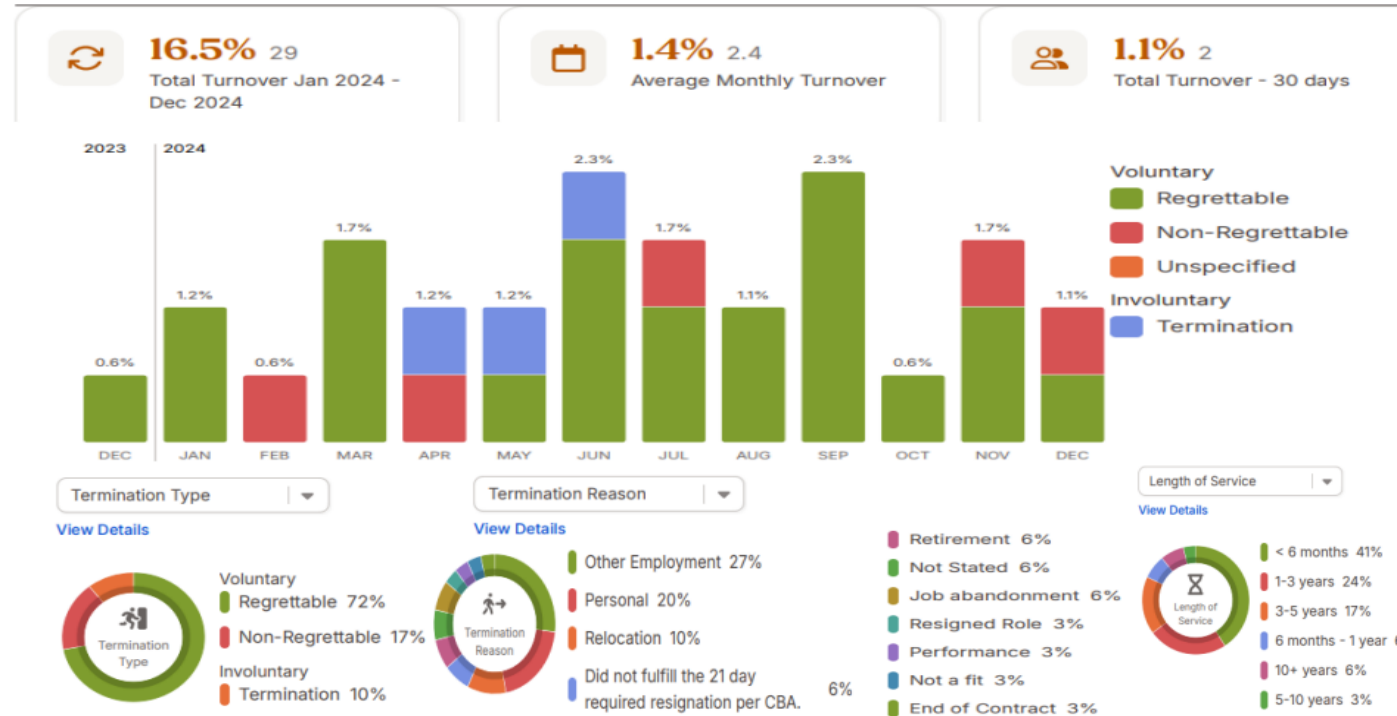 16.5% 29
Total Turnover Jan 2024 -
Dec 2024
1.4% 2.4
Average Monthly Turnover
1.1% 2
Total Turnover - 30 days
2023 2024
0.6%
1.2%
0.6%
1.7%
1.2%
1.2%
2.3%
1.7%
1.1%
2.3%
0.6%
1.7%
1.1%
DEC JAN FEB MAR APR MAY JUN JUL AUG SEP OCT NOV DEC
Voluntary
Regrettable
Non-Regrettable
Unspecified
Involuntary
Termination
Termination Type
View Details
Termination
Type
Voluntary
Regrettable 72%
Non-Regrettable 17%
Involuntary
Termination 10%
Termination Reason
View Details
Termination
Reason
Other Employment 27%
Personal 20%
Relocation 10%
Did not fulfill the 21 day
required resignation per CBA. 6%
Retirement 6%
Not Stated 6%
Job abandonment 6%
Resigned Role 3%
Performance 3%
Not a fit 3%
End of Contract 3%
Length of Service
View Details
Length of
Service
< 6 months 41%
1-3 years 24%
3-5 years 17%
6 months - 1 year
10+ years 6%
5-10 years 3%